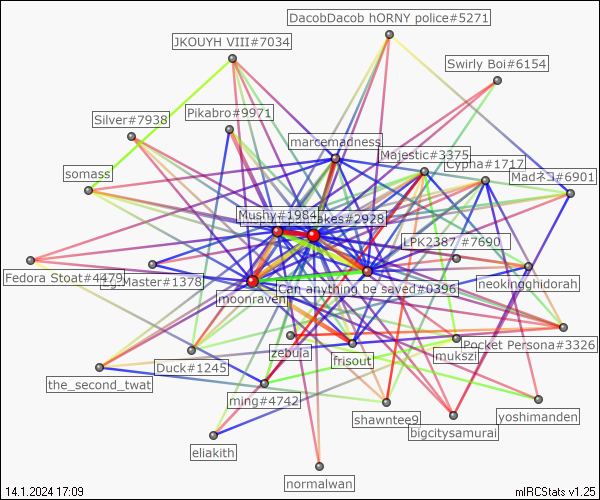 DacobDacob hORNY police#5271
JKOUYH VIII#7034
Swirly Boi#6154
Pikabro#9971
Silver#7938
marcemadness
Majestic#3375
Cypha#1717
somass
Madネコ#6901
Mushy#1984
akes#2928
LPK2387 #7690
Fedora Stoat#4479
Master#1378
Can anything be saved#0396
neokingghidorah
moonraven
Pocket Persona#3326
zebula
frisouk
mukszi
Duck#1245
the_second_twat
ming#4742
shawntee9
yoshimanden
bigcitysamurai
eliakith
normalwan
14.1.2024 17:09
mIRCStats v1.25